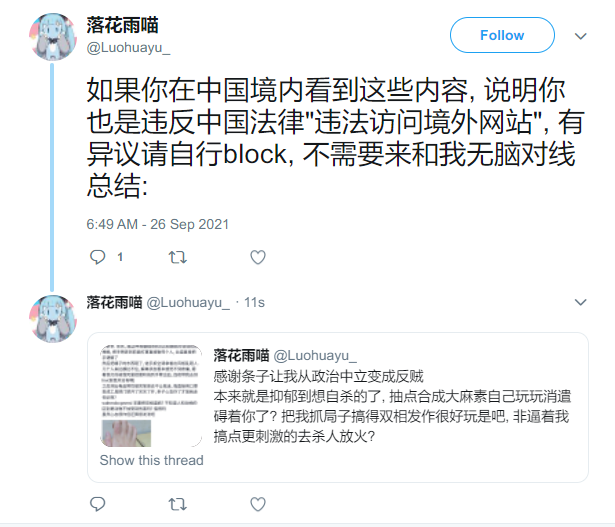 落花雨喵
@Luohuayu_
Follow
如果你在中国境内看到这些内容, 说明你
也是违反中国法律"违法访问境外网站", 有
异议请自行block, 不需要来和我无脑对线
总结:
6:49 AM - 26 Sep 2021
1
落花雨喵 @Luohuayu_ · 11s
落花雨喵 @Luohuayu_
感谢条子让我从政治中立变成反贼
本来就是抑郁到想自杀的了, 抽点合成大麻素自己玩玩消遣
碍着你了? 把我抓局子搞得双相发作很好玩是吧, 非逼着我
搞点更刺激的去杀人放火?
Show this thread